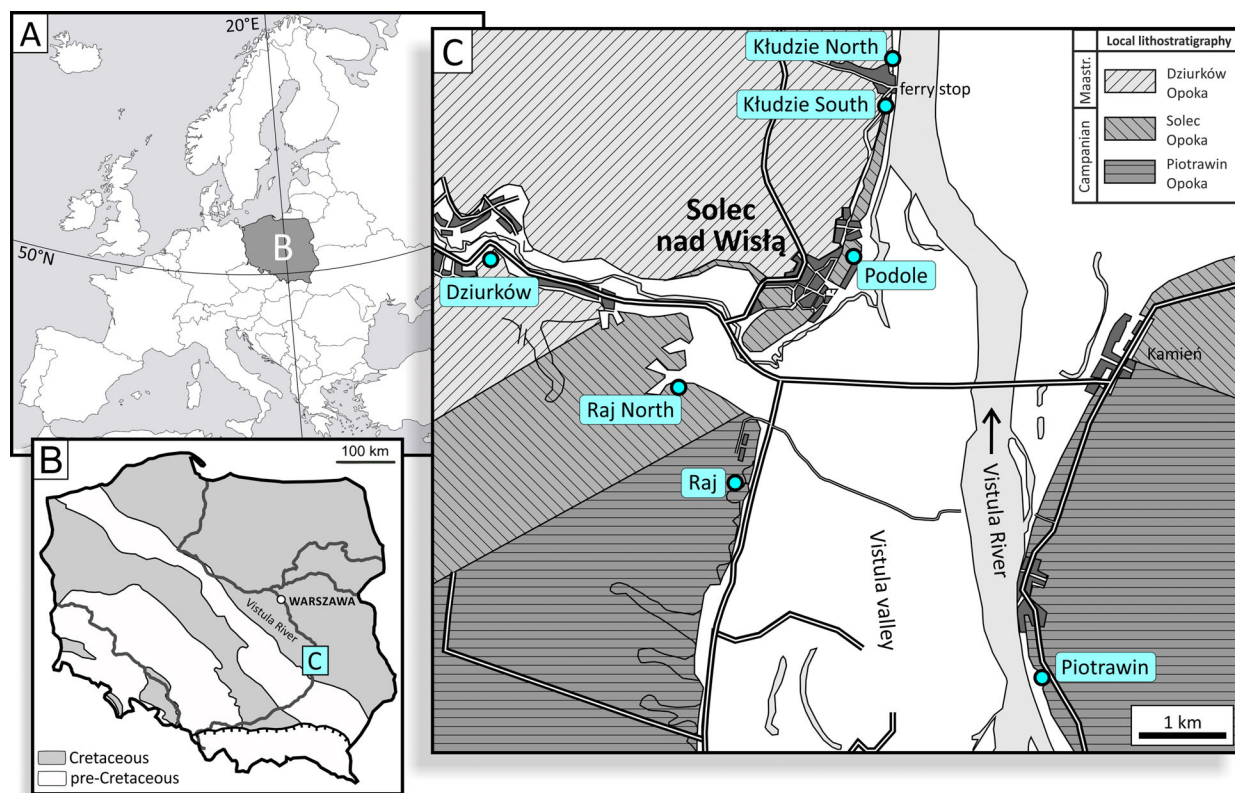 A
20°E
50°N
B
B
100 km
WARSZAWA
Vistula River
C
Cretaceous
pre-Cretaceous
C
Kłudzie North
ferry stop
Kłudzie South
Solec
nad Wisłą
Podole
Dziurków
Kamień
Raj North
Raj
Vistula River
Vistula valley
Piotrawin
1 km
Local lithostratigraphy
Maastr.
Dziurków
Opoka
Campanian
Solec
Opoka
Piotrawin
Opoka